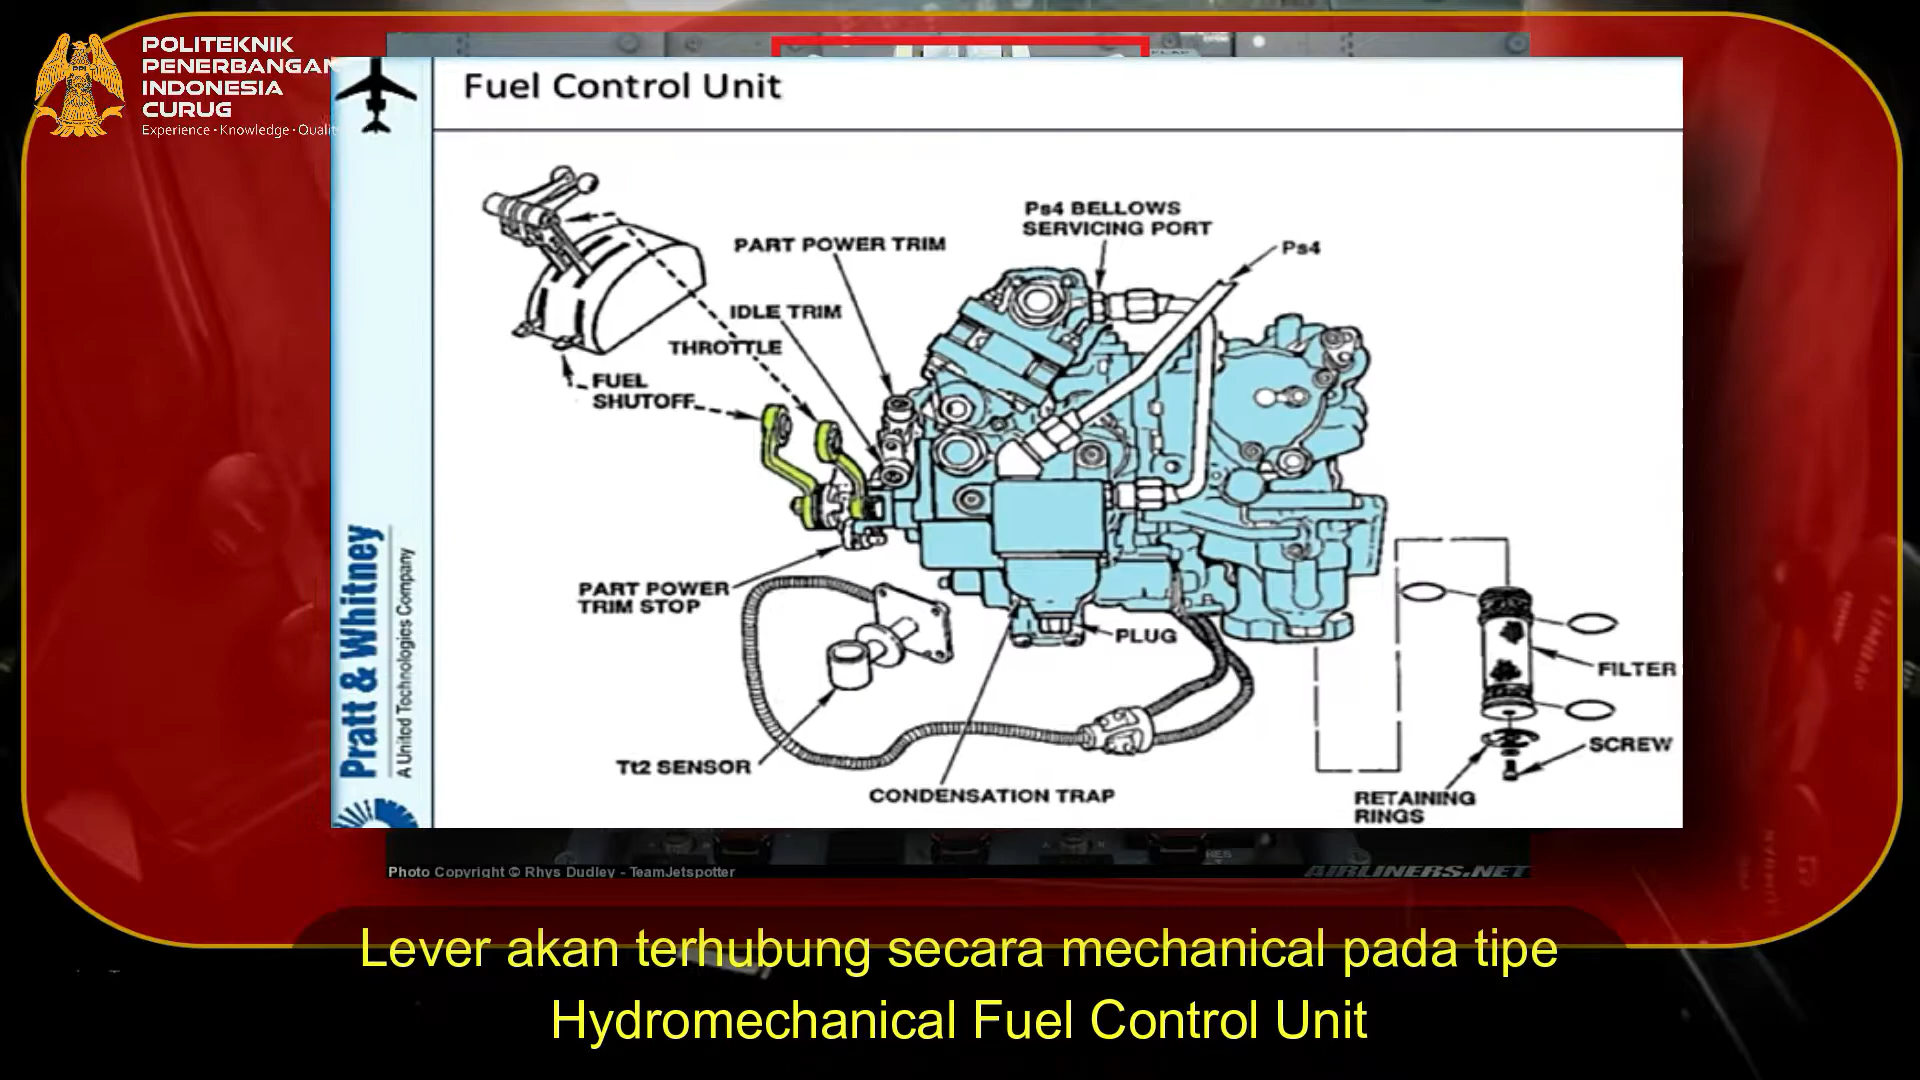 POLITEKNIK
PENERBANGAN
INDONESIA
CURUG
Experience · Knowledge · Quality
Fuel Control Unit
Ps4 BELLOWS
SERVICING PORT
Ps4
PART POWER TRIM
IDLE TRIM
THROTTLE
FUEL
SHUTOFF
PART POWER
TRIM STOP
PLUG
FILTER
SCREW
Tt2 SENSOR
CONDENSATION TRAP
RETAINING
RINGS
Pratt & Whitney
A United Technologies Company
Photo Copyright © Rhys Dudley - TeamJetspotter
AIRLINERS.NET
Lever akan terhubung secara mechanical pada tipe
Hydromechanical Fuel Control Unit